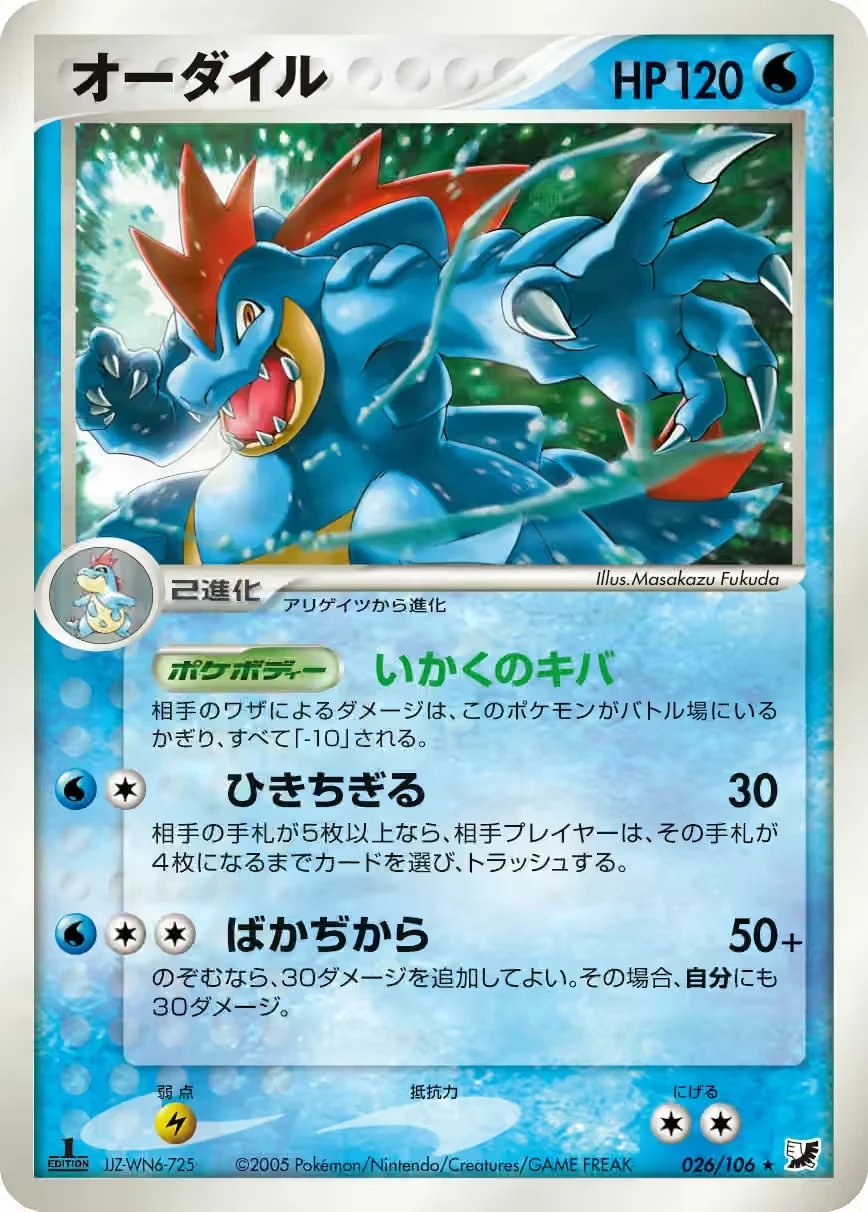 オーダイル HP120
Illus.Masakazu Fukuda
己進化 アリゲイツから進化
ポケボディー いかくのキバ
相手のワザによるダメージは、このポケモンがバトル場にいる
かぎり、すべて「-10」される。
ひきちぎる 30
相手の手札が5枚以上なら、相手プレイヤーは、その手札が
4枚になるまでカードを選び、トラッシュする。
ばかぢから 50+
のぞむなら、30ダメージを追加してよい。その場合、自分にも
30ダメージ。
弱点 抵抗力 にげる
1 EDITION JJZ-WN6-725 ©2005 Pokémon/Nintendo/Creatures/GAME FREAK 026/106 ★